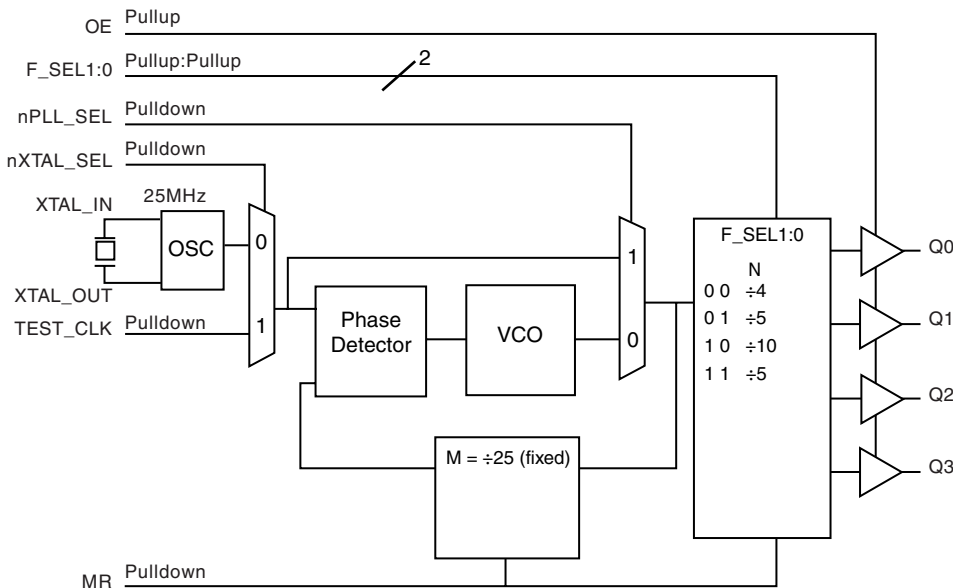 OE Pullup
F_SEL1:0 Pullup:Pullup 2
nPLL_SEL Pulldown
nXTAL_SEL Pulldown
XTAL_IN 25MHz
OSC
XTAL_OUT
TEST_CLK Pulldown
0
1
Phase
Detector
VCO
1
0
M = ÷25 (fixed)
F_SEL1:0
N
0 0 ÷4
0 1 ÷5
1 0 ÷10
1 1 ÷5
Q0
Q1
Q2
Q3
MR Pulldown